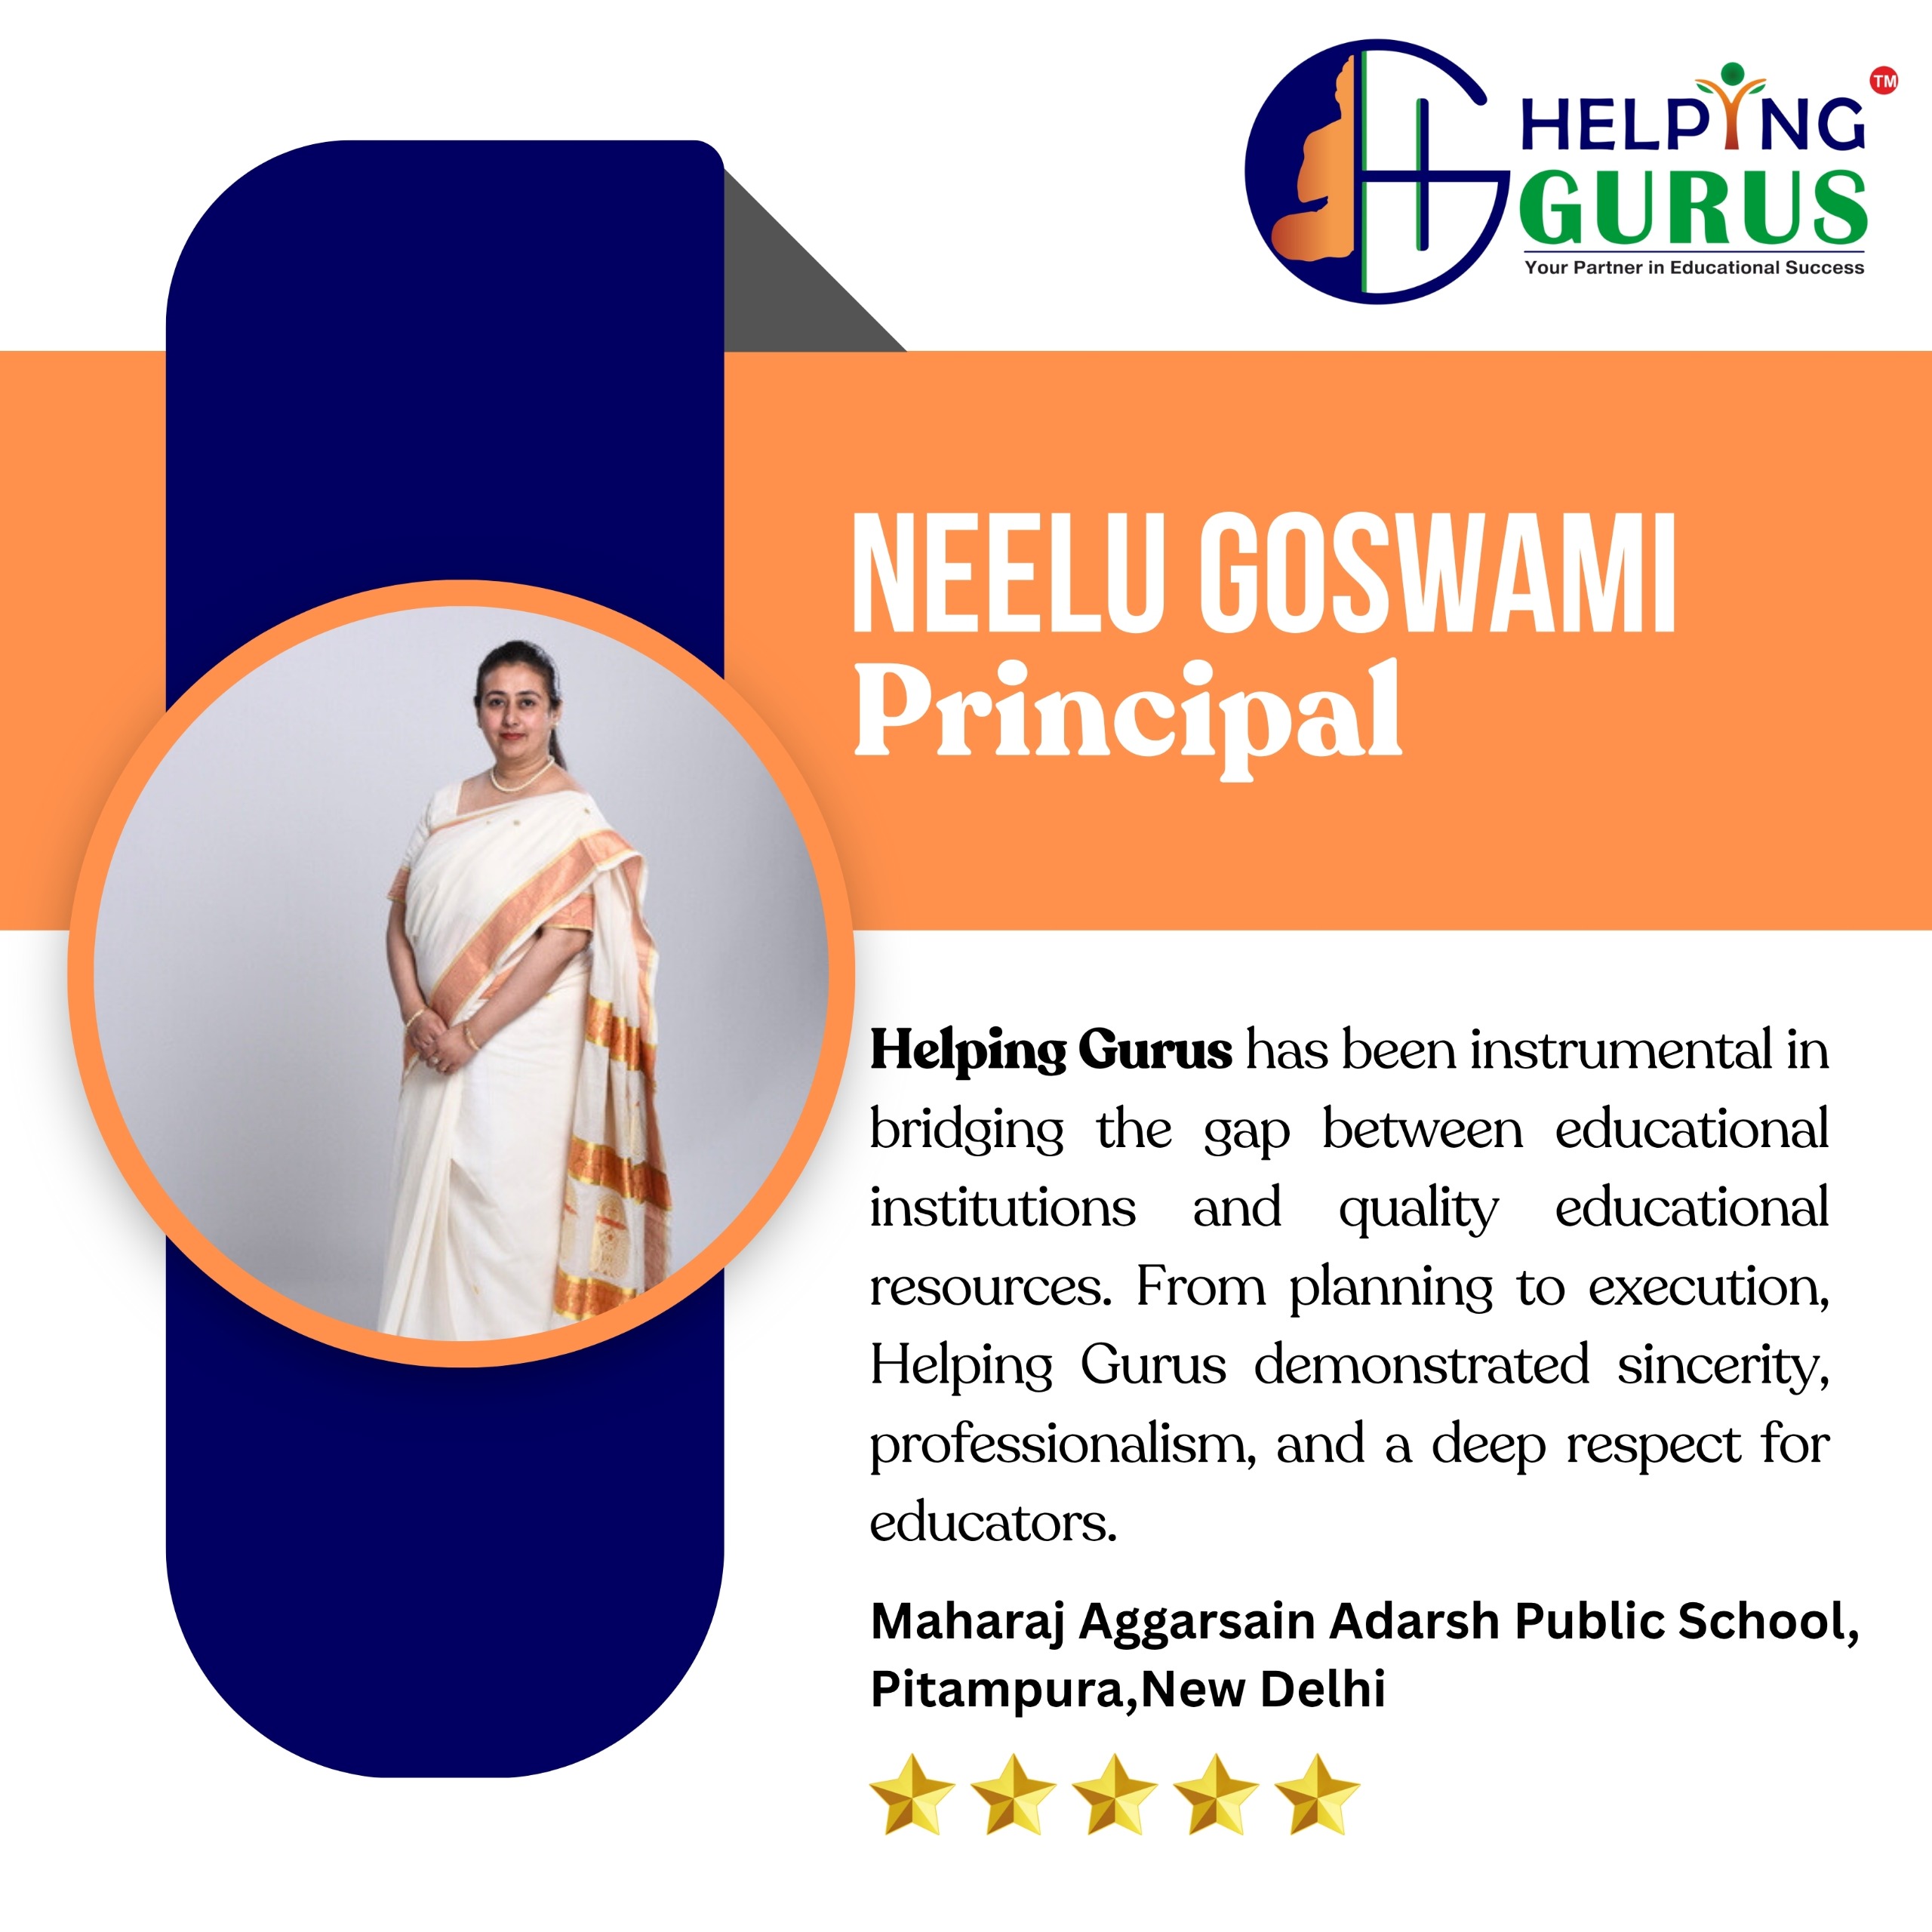 HELPING
TM
GURUS
Your Partner in Educational Success
NEELU GOSWAMI
Principal
Helping Gurus has been instrumental in
bridging the gap between educational
institutions and quality educational
resources. From planning to execution,
Helping Gurus demonstrated sincerity,
professionalism, and a deep respect for
educators.
Maharaj Aggarsain Adarsh Public School,
Pitampura,New Delhi